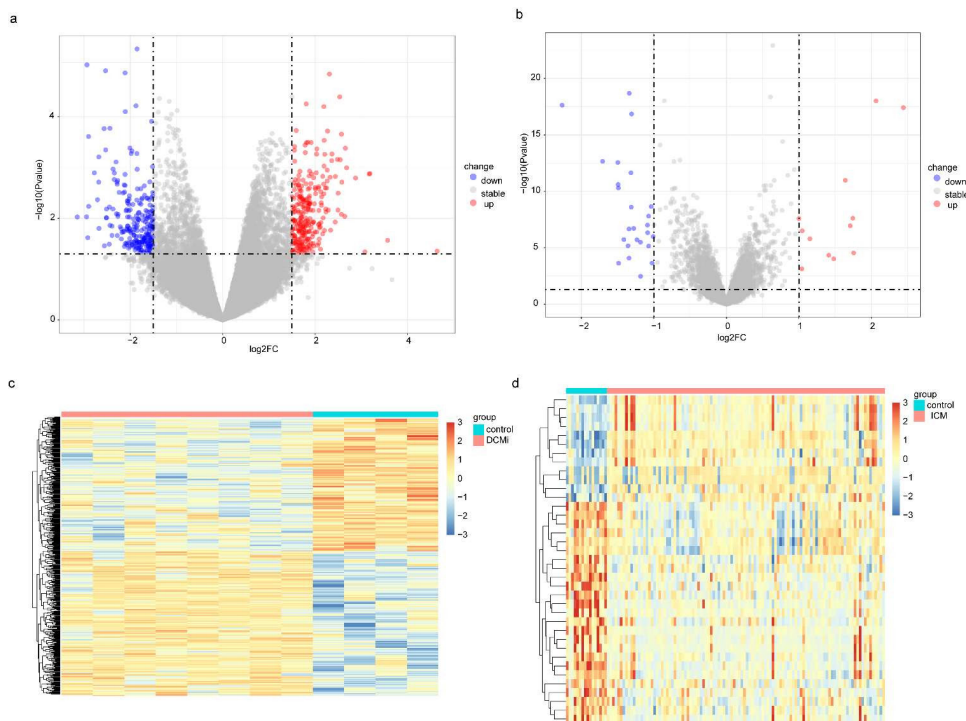 a
−log10(Pvalue)
4
2
0
−2
0
2
4
log2FC
change
down
stable
up
b
−log10(Pvalue)
20
15
10
5
0
−2
−1
0
1
2
log2FC
change
down
stable
up
c
3
2
1
0
−1
−2
−3
group
control
DCMi
d
3
2
1
0
−1
−2
−3
group
control
ICM